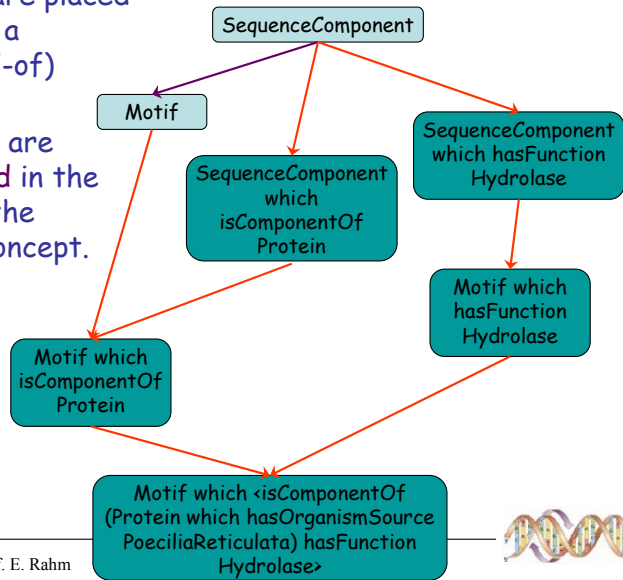 are placed
a
-of)
are
d in the
the
oncept.
SequenceComponent
Motif
SequenceComponent
which
isComponentOf
Protein
SequenceComponent
which hasFunction
Hydrolase
Motif which
hasFunction
Hydrolase
Motif which
isComponentOf
Protein
Motif which <isComponentOf
(Protein which hasOrganismSource
PoeciliaReticulata) hasFunction
Hydrolase>
f. E. Rahm